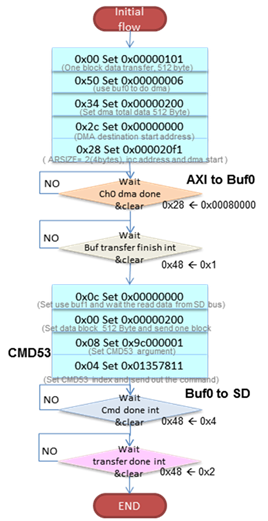 Initial
flow
0x00 Set 0x00000101
(One block data transfer, 512 byte)
0x50 Set 0x00000006
(use buf0 to do dma)
0x34 Set 0x00000200
(Set dma total data 512 Byte)
0x2c Set 0x00000000
(DMA destination start address)
0x28 Set 0x000020f1
( ARSIZE= 2(4bytes), inc address and dma start )
AXI to Buf0
NO
Wait
Ch0 dma done
&clear
0x28 ← 0x00080000
NO
Wait
Buf transfer finish int
&clear
0x48 ← 0x1
0x0c Set 0x00000000
(Set use buf1 and wait the read data from SD bus)
0x00 Set 0x00000200
(Set data block 512 Byte and send one block
0x08 Set 0x9c000001
(Set CMD53 argument)
0x04 Set 0x01357811
(Set CMD53 index and send out the command)
CMD53
Buf0 to SD
NO
Wait
Cmd done int
&clear
0x48 ← 0x4
NO
Wait
transfer done int
&clear
0x48 ← 0x2
END